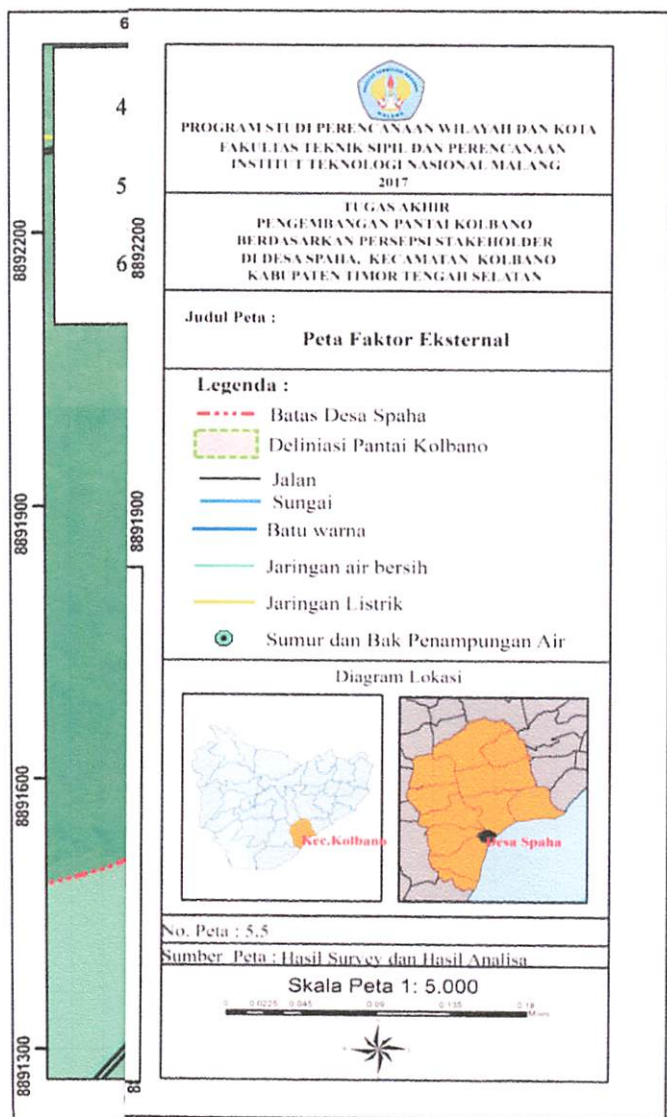 6
4
5
6
8892200
8892200
8891900
8891900
8891600
8891300
PROGRAM STUDI PERENCANAAN WILAYAH DAN KOTA
FAKULTAS TEKNIK SIPIL DAN PERENCANAAN
INSTITUT TEKNOLOGI NASIONAL MALANG
2017
TUGAS AKHIR
PENGEMBANGAN PANTAI KOLBANO
BERDASARKAN PERSEPSI STAKEHOLDER
DI DESA SPAHA, KECAMATAN KOLBANO
KABUPATEN TIMOR TENGAH SELATAN
Judul Peta :
Peta Faktor Eksternal
Legenda :
Batas Desa Spaha
Deliniasi Pantai Kolbano
Jalan
Sungai
Batu warna
Jaringan air bersih
Jaringan Listrik
Sumur dan Bak Penampungan Air
Diagram Lokasi
Kec.Kolbano
Desa Spaha
No. Peta : 5.5
Sumber Peta : Hasil Survey dan Hasil Analisa
Skala Peta 1: 5.000
0 0.0225 0.045 0.09 0.135 0.18
Miles